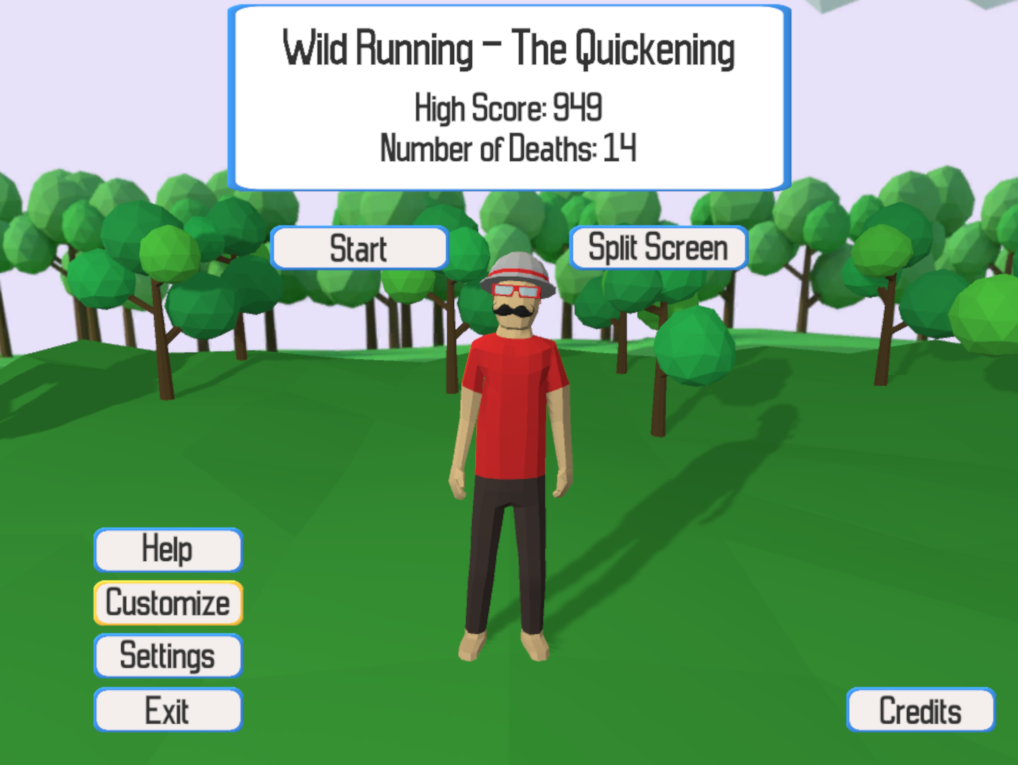 Wild Running – The Quickening
High Score: 949
Number of Deaths: 14
Start
Split Screen
Help
Customize
Settings
Exit
Credits